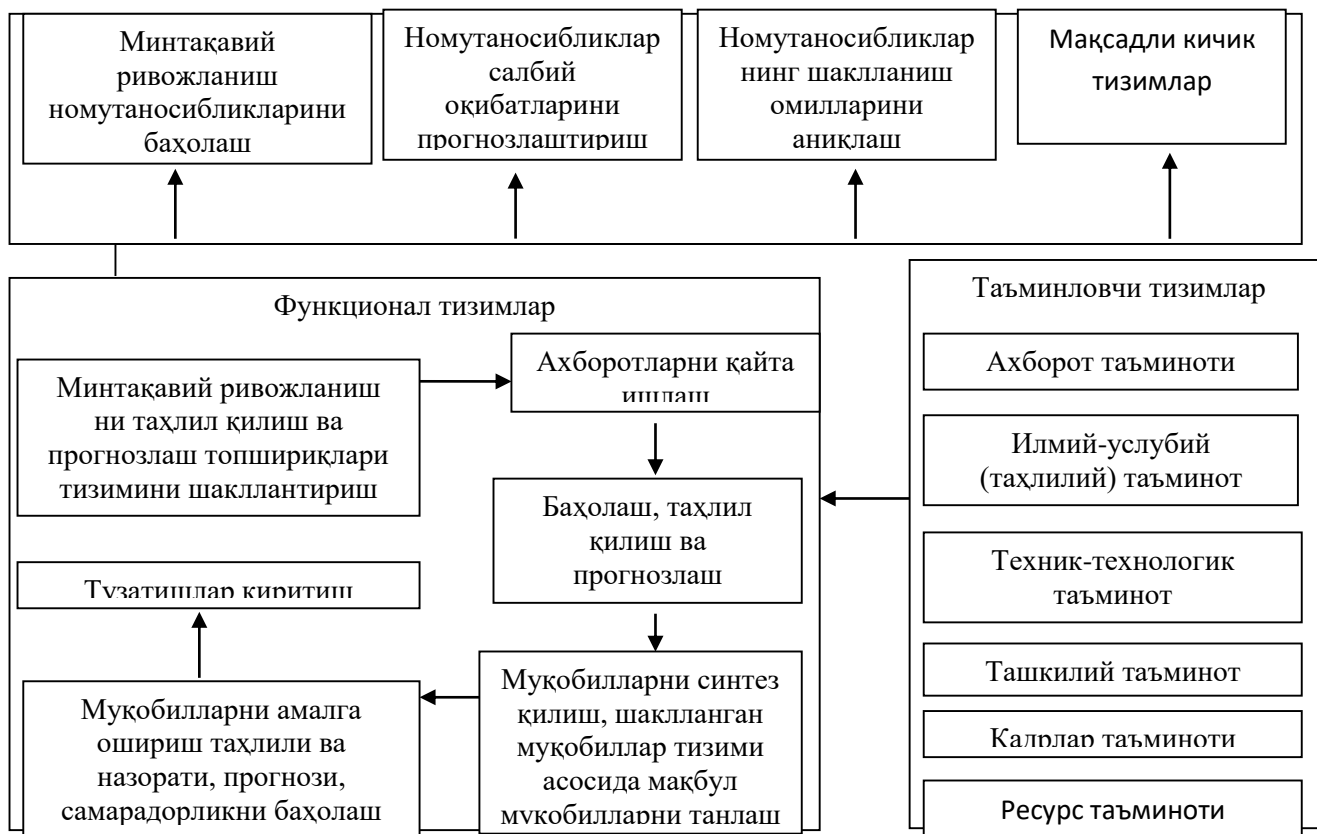 Минтақавий
ривожланиш
номутаносибликларини
баҳолаш
Номутаносибликлар
салбий
оқибатларини
прогнозлаштириш
Номутаносибликлар
нинг шаклланиш
омилларини
аниқлаш
Мақсадли кичик
тизимлар
Функционал тизимлар
Минтақавий ривожланиш
ни таҳлил қилиш ва
прогнозлаш топшириқлари
тизимини шакллантириш
Ахборотларни қайта
ишлаш
Баҳолаш, таҳлил
қилиш ва
прогнозлаш
Муқобилларни синтез
қилиш, шаклланган
муқобиллар тизими
асосида мақбул
муқобилларни танлаш
Муқобилларни амалга
ошириш таҳлили ва
назорати, прогнози,
самарадорликни баҳолаш
Тузатишлар киритиш
Таъминловчи тизимлар
Ахборот таъминоти
Илмий-услубий
(таҳлилий) таъминот
Техник-технологик
таъминот
Ташкилий таъминот
Кадрлар таъминоти
Ресурс таъминоти